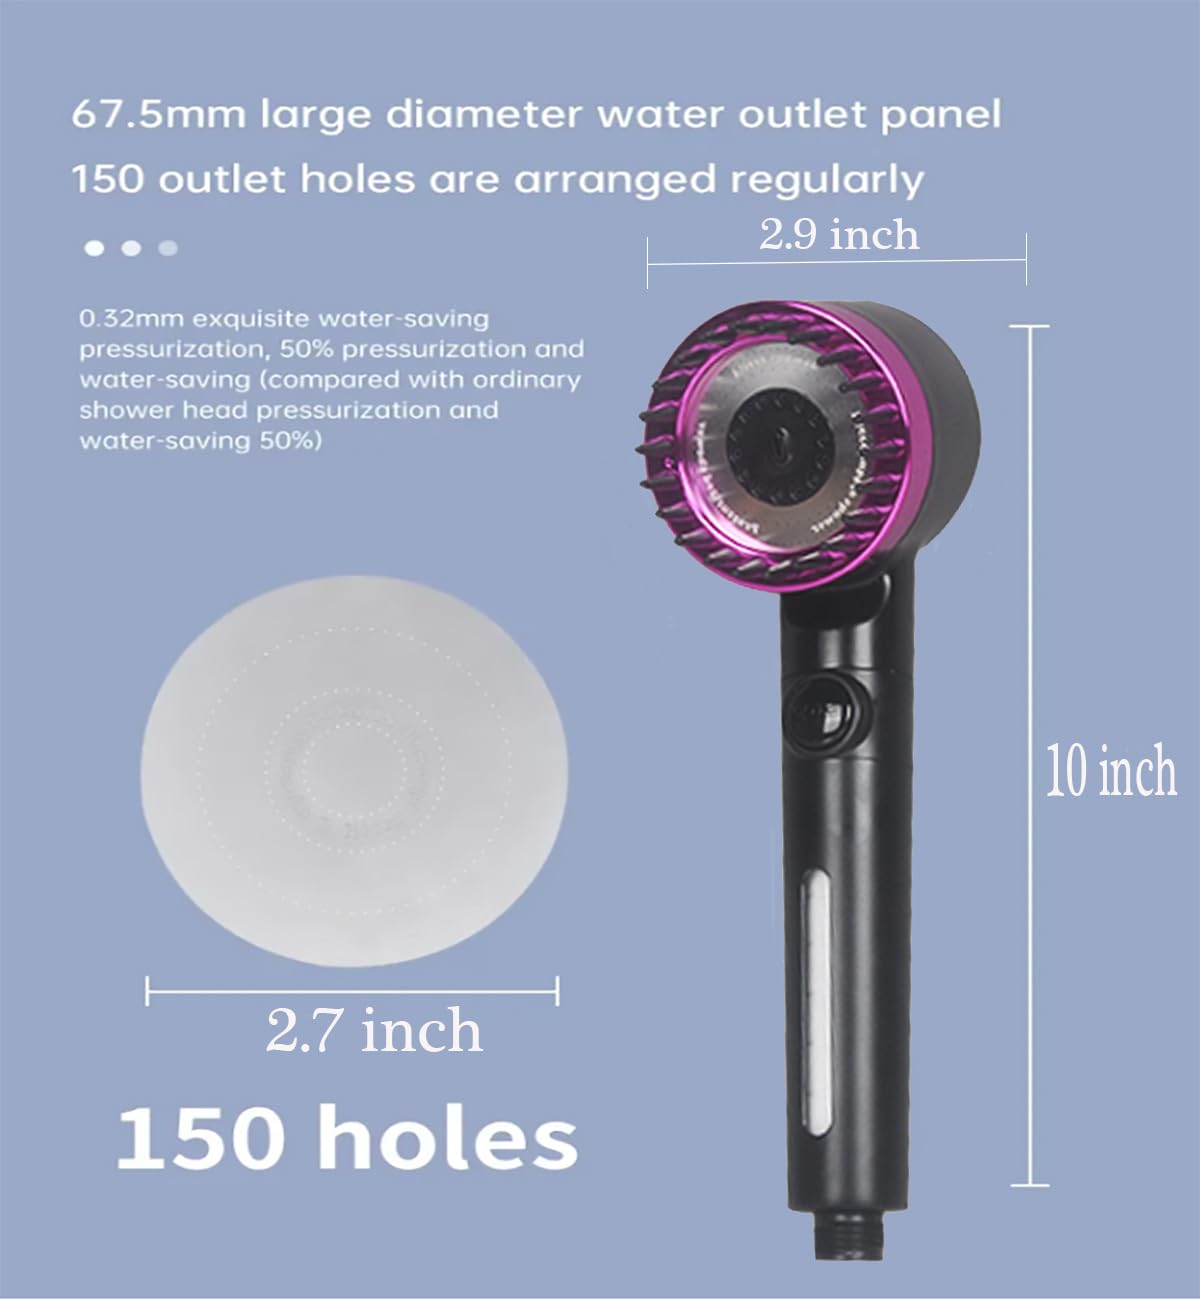 67.5mm large diameter water outlet panel
150 outlet holes are arranged regularly
2.9 inch
0.32mm exquisite water-saving
pressurization, 50% pressurization and
water-saving (compared with ordinary
shower head pressurization and
water-saving 50%)
10 inch
2.7 inch
150 holes